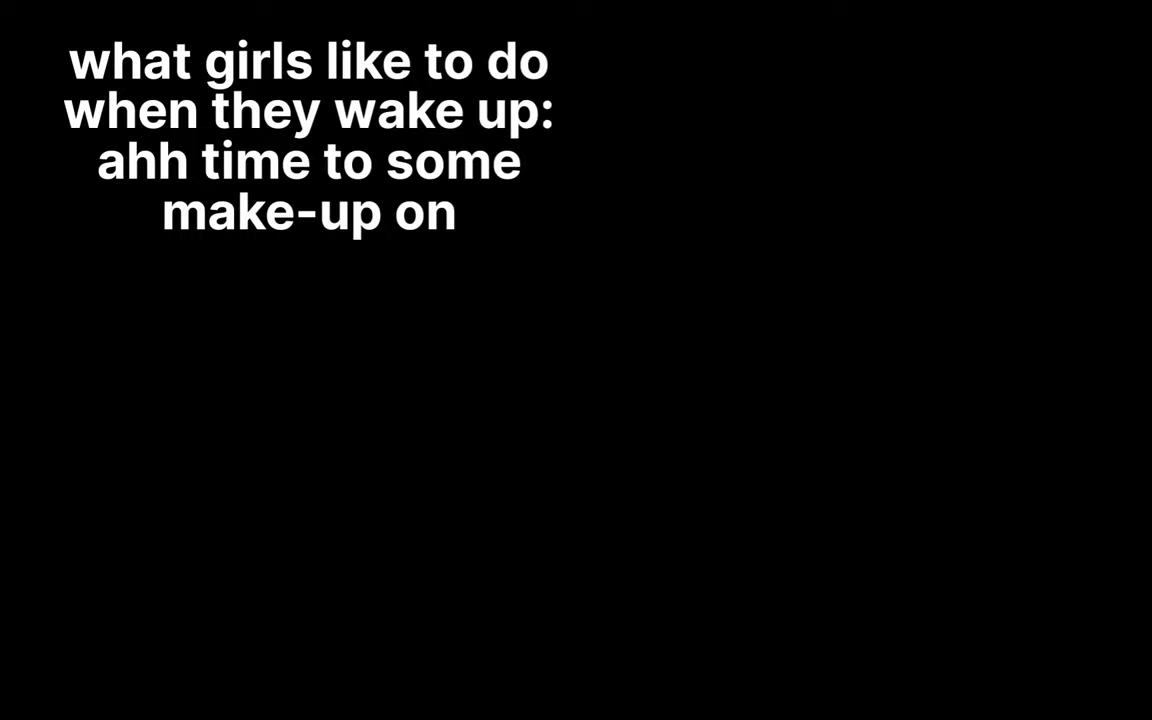 what girls like to do
when they wake up:
ahh time to some
make-up on